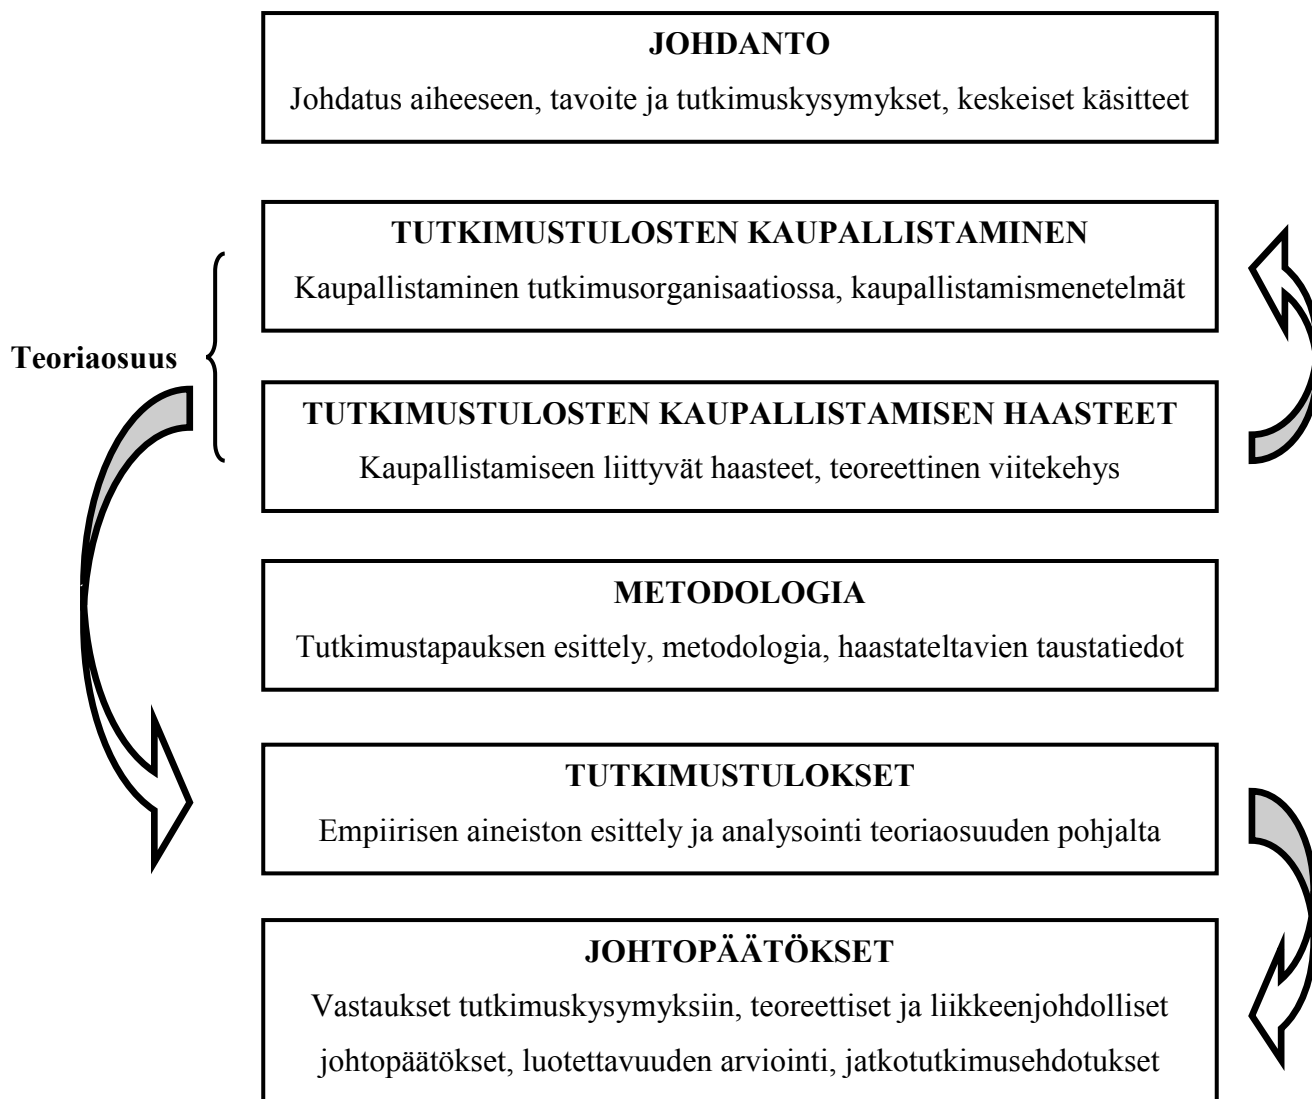 JOHDANTO
Johdatus aiheeseen, tavoite ja tutkimuskysymykset, keskeiset käsitteet
TUTKIMUSTULOSTEN KAUPALLISTAMINEN
Kaupallistaminen tutkimusorganisaatiossa, kaupallistamismenetelmät
Teoriaosuus
TUTKIMUSTULOSTEN KAUPALLISTAMISEN HAASTEET
Kaupallistamiseen liittyvät haasteet, teoreettinen viitekehys
METODOLOGIA
Tutkimustapauksen esittely, metodologia, haastateltavien taustatiedot
TUTKIMUSTULOKSET
Empiirisen aineiston esittely ja analysointi teoriaosuuden pohjalta
JOHTOPÄÄTÖKSET
Vastaukset tutkimuskysymyksiin, teoreettiset ja liikkeenjohdolliset
johtopäätökset, luotettavuuden arviointi, jatkotutkimusehdotukset